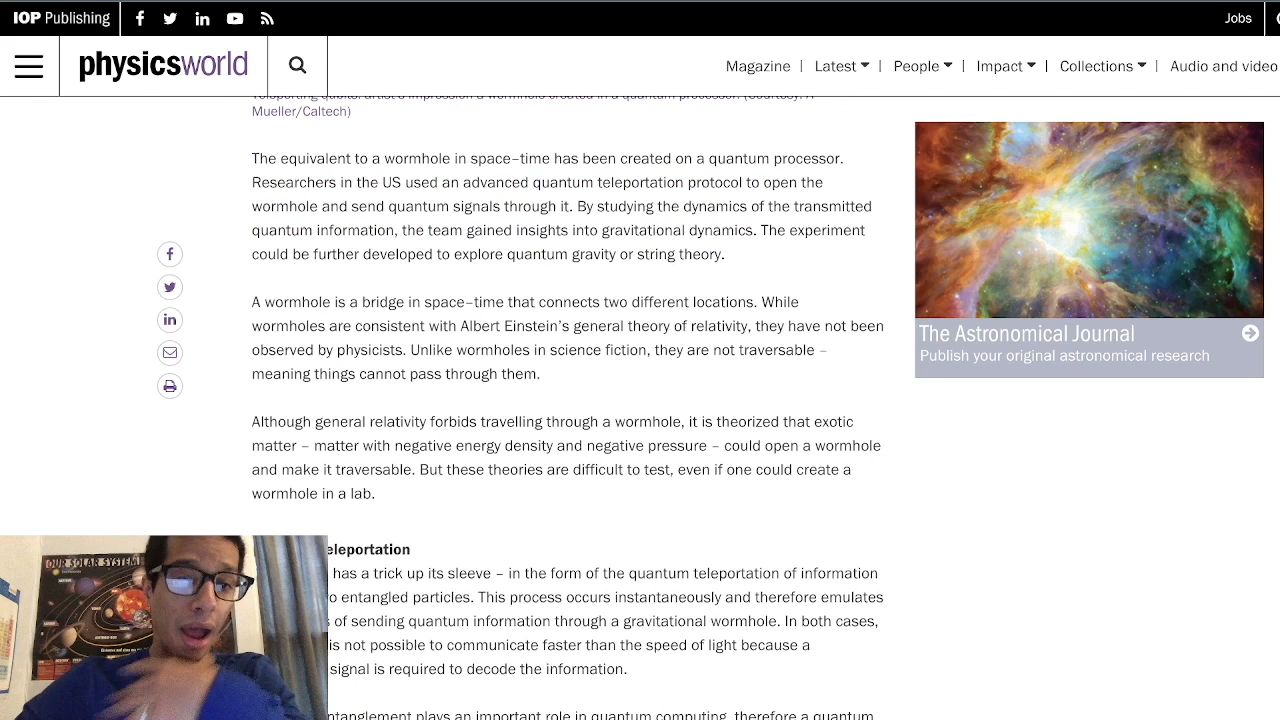 IOP Publishing
Jobs
physicsworld
Magazine | Latest | People | Impact | Collections | Audio and video
Teleporting qubits: artist's impression a wormhole created in a quantum processor. (Courtesy: A
Mueller/Caltech)
The equivalent to a wormhole in space–time has been created on a quantum processor.
Researchers in the US used an advanced quantum teleportation protocol to open the
wormhole and send quantum signals through it. By studying the dynamics of the transmitted
quantum information, the team gained insights into gravitational dynamics. The experiment
could be further developed to explore quantum gravity or string theory.
A wormhole is a bridge in space–time that connects two different locations. While
wormholes are consistent with Albert Einstein's general theory of relativity, they have not been
observed by physicists. Unlike wormholes in science fiction, they are not traversable –
meaning things cannot pass through them.
Although general relativity forbids travelling through a wormhole, it is theorized that exotic
matter – matter with negative energy density and negative pressure – could open a wormhole
and make it traversable. But these theories are difficult to test, even if one could create a
wormhole in a lab.
eleportation
has a trick up its sleeve – in the form of the quantum teleportation of information
o entangled particles. This process occurs instantaneously and therefore emulates
of sending quantum information through a gravitational wormhole. In both cases,
is not possible to communicate faster than the speed of light because a
signal is required to decode the information.
ntanglement plays an important role in quantum computing, therefore a quantum
The Astronomical Journal
Publish your original astronomical research
OUR SOLAR SYSTEM